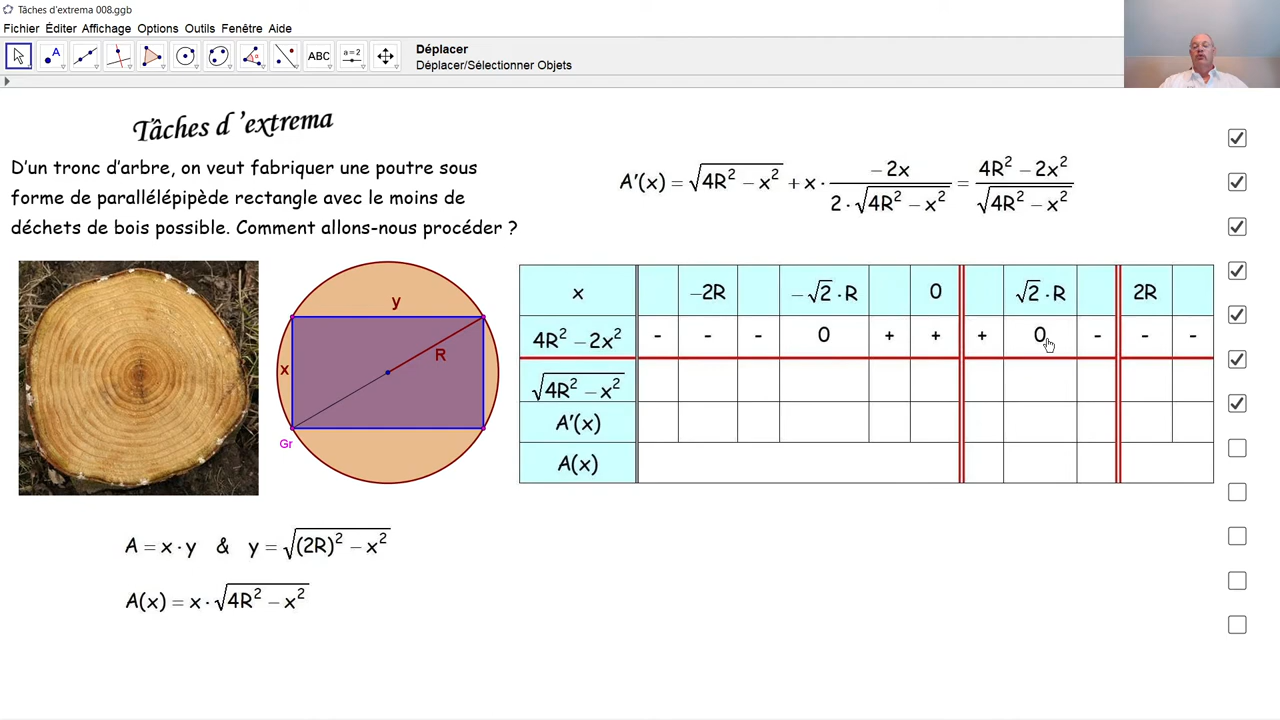 Tâches d'extrema 008.ggb
Fichier Éditer Affichage Options Outils Fenêtre Aide
A ABC a=2 Déplacer
Déplacer/Sélectionner Objets
Tâches d'extrema
D'un tronc d'arbre, on veut fabriquer une poutre sous
forme de parallélépipède rectangle avec le moins de
déchets de bois possible. Comment allons-nous procéder ?
A'(x) = √(4R² − x²) + x · (−2x)/(2 · √(4R² − x²)) = (4R² − 2x²)/√(4R² − x²)
y
R
x
Gr
x −2R −√2 · R 0 √2 · R 2R
4R² − 2x² - - - 0 + + + 0 - - -
√(4R² − x²)
A'(x)
A(x)
A = x · y & y = √((2R)² − x²)
A(x) = x · √(4R² − x²)